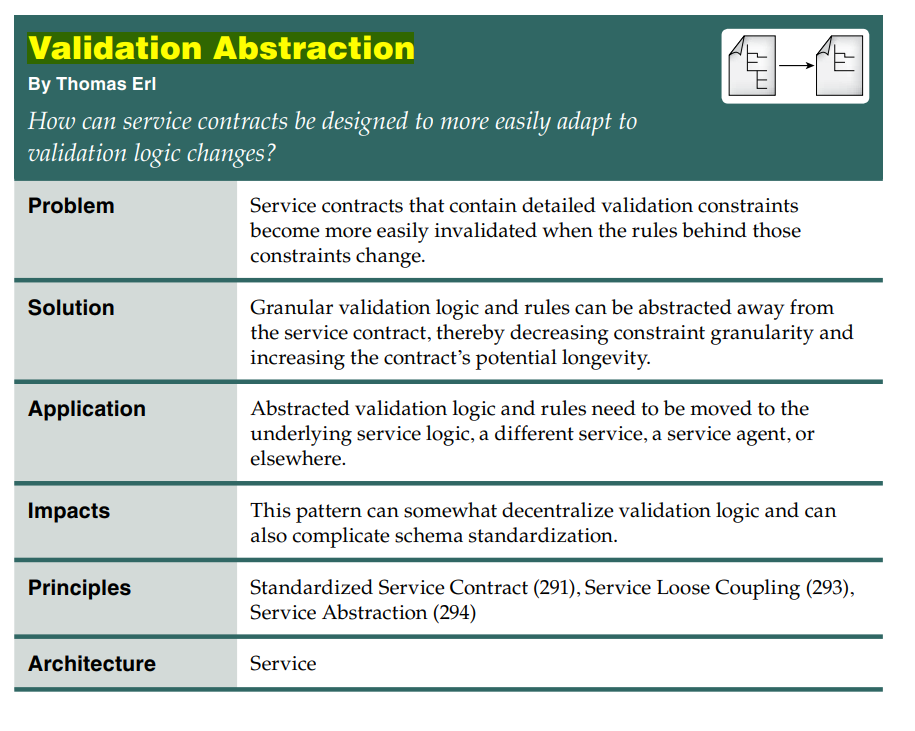 Validation Abstraction
By Thomas Erl
How can service contracts be designed to more easily adapt to
validation logic changes?
Problem
Service contracts that contain detailed validation constraints
become more easily invalidated when the rules behind those
constraints change.
Solution
Granular validation logic and rules can be abstracted away from
the service contract, thereby decreasing constraint granularity and
increasing the contract's potential longevity.
Application
Abstracted validation logic and rules need to be moved to the
underlying service logic, a different service, a service agent, or
elsewhere.
Impacts
This pattern can somewhat decentralize validation logic and can
also complicate schema standardization.
Principles
Standardized Service Contract (291), Service Loose Coupling (293),
Service Abstraction (294)
Architecture
Service